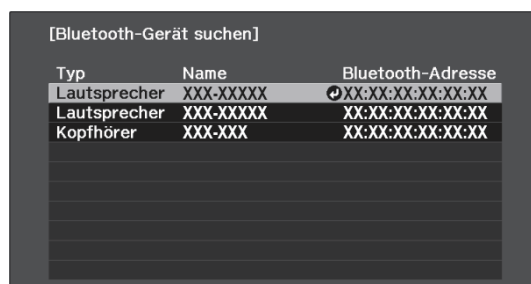 [Bluetooth-Gerät suchen]
Typ Name Bluetooth-Adresse
Lautsprecher XXX-XXXXX XX:XX:XX:XX:XX:XX
Lautsprecher XXX-XXXXX XX:XX:XX:XX:XX:XX
Kopfhörer XXX-XXX XX:XX:XX:XX:XX:XX